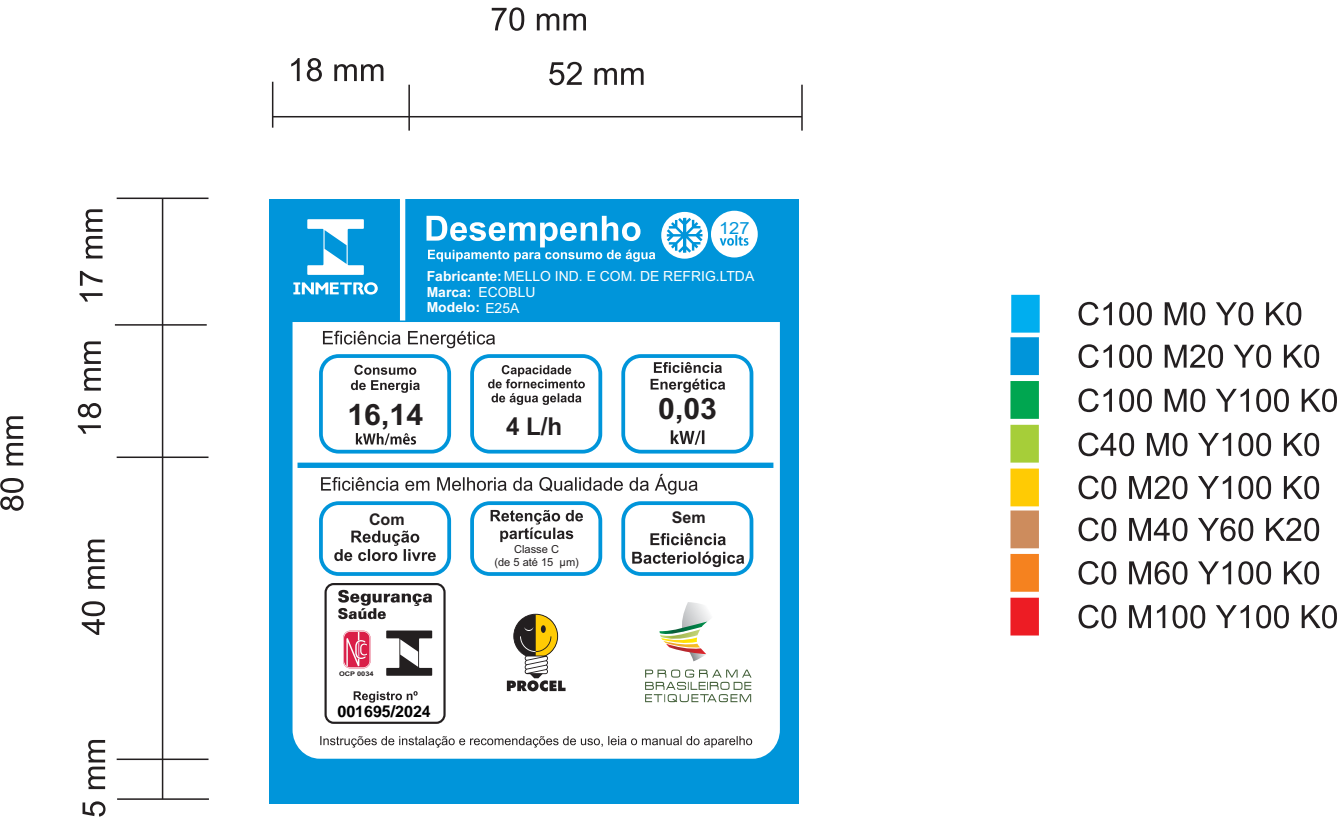 70 mm
18 mm
52 mm
17 mm
18 mm
80 mm
40 mm
5 mm
INMETRO
Desempenho
127
volts
Equipamento para consumo de água
Fabricante: MELLO IND. E COM. DE REFRIG.LTDA
Marca: ECOBLU
Modelo: E25A
Eficiência Energética
Consumo
de Energia
16,14
kWh/mês
Capacidade
de fornecimento
de água gelada
4 L/h
Eficiência
Energética
0,03
kW/l
Eficiência em Melhoria da Qualidade da Água
Com
Redução
de cloro livre
Retenção de
partículas
Classe C
(de 5 até 15 µm)
Sem
Eficiência
Bacteriológica
Segurança
Saúde
NCC
OCP 0034
Registro nº
001695/2024
PROCEL
PROGRAMA
BRASILEIRO DE
ETIQUETAGEM
Instruções de instalação e recomendações de uso, leia o manual do aparelho
C100 M0 Y0 K0
C100 M20 Y0 K0
C100 M0 Y100 K0
C40 M0 Y100 K0
C0 M20 Y100 K0
C0 M40 Y60 K20
C0 M60 Y100 K0
C0 M100 Y100 K0